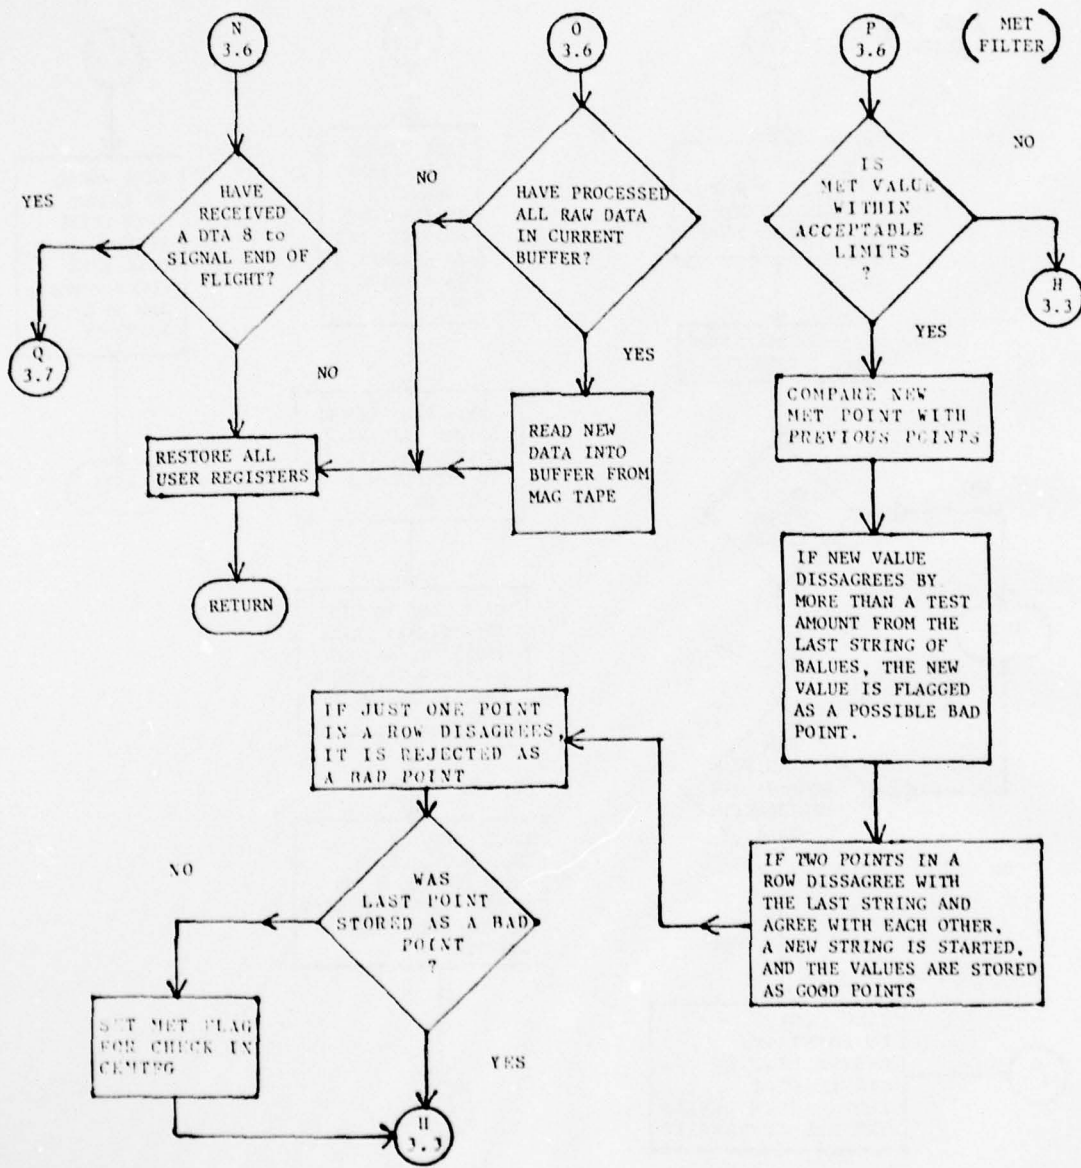 N
3.6
O
3.6
P
3.6
(MET
FILTER)
HAVE
RECEIVED
A DTA 8 to
SIGNAL END OF
FLIGHT?
YES
NO
Q
3.7
RESTORE ALL
USER REGISTERS
RETURN
HAVE PROCESSED
ALL RAW DATA
IN CURRENT
BUFFER?
NO
YES
READ NEW
DATA INTO
BUFFER FROM
MAG TAPE
IS
MET VALUE
WITHIN
ACCEPTABLE
LIMITS
?
NO
H
3.3
YES
COMPARE NEW
MET POINT WITH
PREVIOUS POINTS
IF NEW VALUE
DISSAGREES BY
MORE THAN A TEST
AMOUNT FROM THE
LAST STRING OF
BALUES, THE NEW
VALUE IS FLAGGED
AS A POSSIBLE BAD
POINT.
IF TWO POINTS IN A
ROW DISSAGREE WITH
THE LAST STRING AND
AGREE WITH EACH OTHER,
A NEW STRING IS STARTED,
AND THE VALUES ARE STORED
AS GOOD POINTS
IF JUST ONE POINT
IN A ROW DISAGREES,
IT IS REJECTED AS
A BAD POINT
WAS
LAST POINT
STORED AS A BAD
POINT
?
NO
SET MET FLAG
FOR CHECK IN
YES
H
3.3